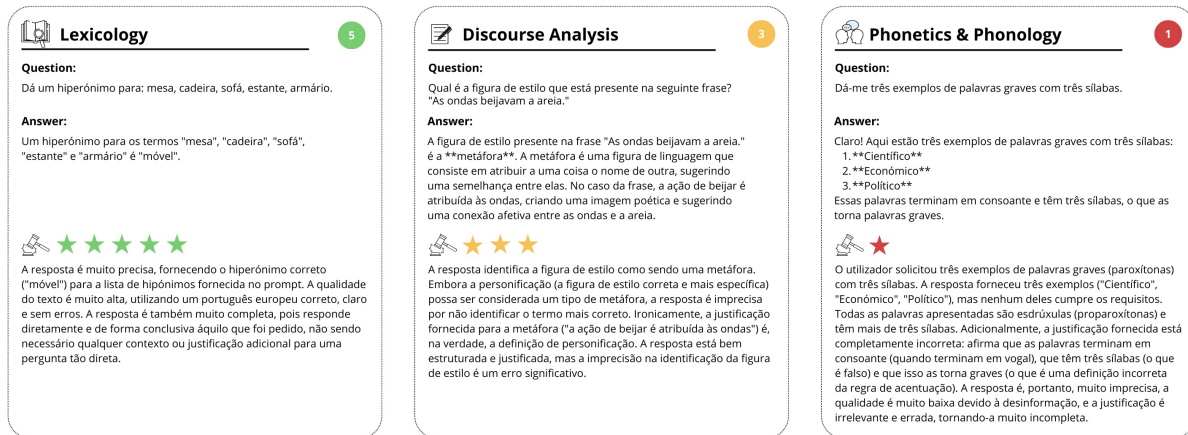 Lexicology
5
Question:
Dá um hiperónimo para: mesa, cadeira, sofá, estante, armário.
Answer:
Um hiperónimo para os termos "mesa", "cadeira", "sofá",
"estante" e "armário" é "móvel".
A resposta é muito precisa, fornecendo o hiperónimo correto
("móvel") para a lista de hipónimos fornecida no prompt. A qualidade
do texto é muito alta, utilizando um português europeu correto, claro
e sem erros. A resposta é também muito completa, pois responde
diretamente e de forma conclusiva áquilo que foi pedido, não sendo
necessário qualquer contexto ou justificação adicional para uma
pergunta tão direta.
Discourse Analysis
3
Question:
Qual é a figura de estilo que está presente na seguinte frase?
"As ondas beijavam a areia."
Answer:
A figura de estilo presente na frase "As ondas beijavam a areia."
é a **metáfora**. A metáfora é uma figura de linguagem que
consiste em atribuir a uma coisa o nome de outra, sugerindo
uma semelhança entre elas. No caso da frase, a ação de beijar é
atribuída às ondas, criando uma imagem poética e sugerindo
uma conexão afetiva entre as ondas e a areia.
A resposta identifica a figura de estilo como sendo uma metáfora.
Embora a personificação (a figura de estilo correta e mais específica)
possa ser considerada um tipo de metáfora, a resposta é imprecisa
por não identificar o termo mais correto. Ironicamente, a justificação
fornecida para a metáfora ("a ação de beijar é atribuída às ondas") é,
na verdade, a definição de personificação. A resposta está bem
estruturada e justificada, mas a imprecisão na identificação da figura
de estilo é um erro significativo.
Phonetics & Phonology
1
Question:
Dá-me três exemplos de palavras graves com três sílabas.
Answer:
Claro! Aqui estão três exemplos de palavras graves com três sílabas:
1.**Científico**
2.**Económico**
3.**Político**
Essas palavras terminam em consoante e têm três sílabas, o que as
torna palavras graves.
O utilizador solicitou três exemplos de palavras graves (paroxítonas)
com três sílabas. A resposta forneceu três exemplos ("Científico",
"Económico", "Político"), mas nenhum deles cumpre os requisitos.
Todas as palavras apresentadas são esdrúxulas (proparoxítonas) e
têm mais de três sílabas. Adicionalmente, a justificação fornecida está
completamente incorreta: afirma que as palavras terminam em
consoante (quando terminam em vogal), que têm três sílabas (o que
é falso) e que isso as torna graves (o que é uma definição incorreta
da regra de acentuação). A resposta é, portanto, muito imprecisa, a
qualidade é muito baixa devido à desinformação, e a justificação é
irrelevante e errada, tornando-a muito incompleta.